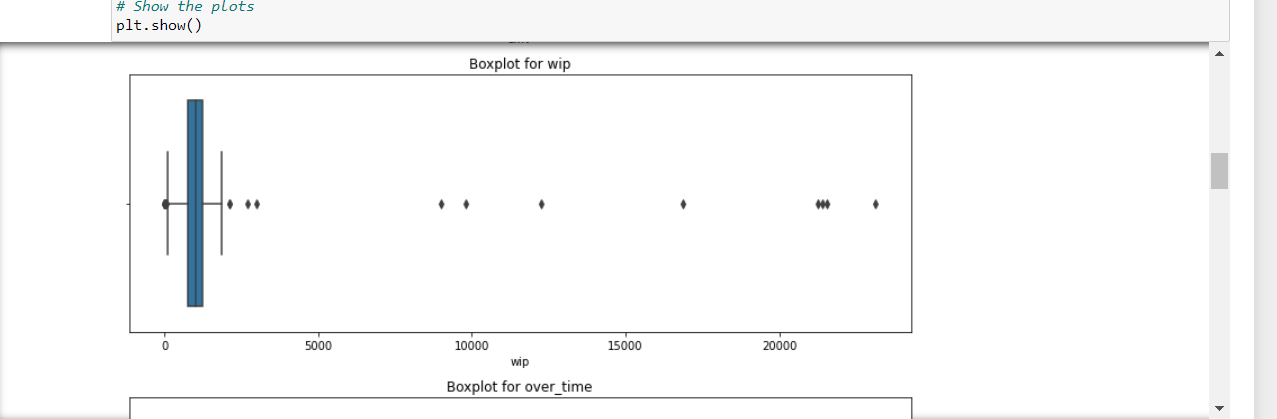 # Show the plots
plt.show()
Boxplot for wip
0 5000 10000 15000 20000
wip
Boxplot for over_time